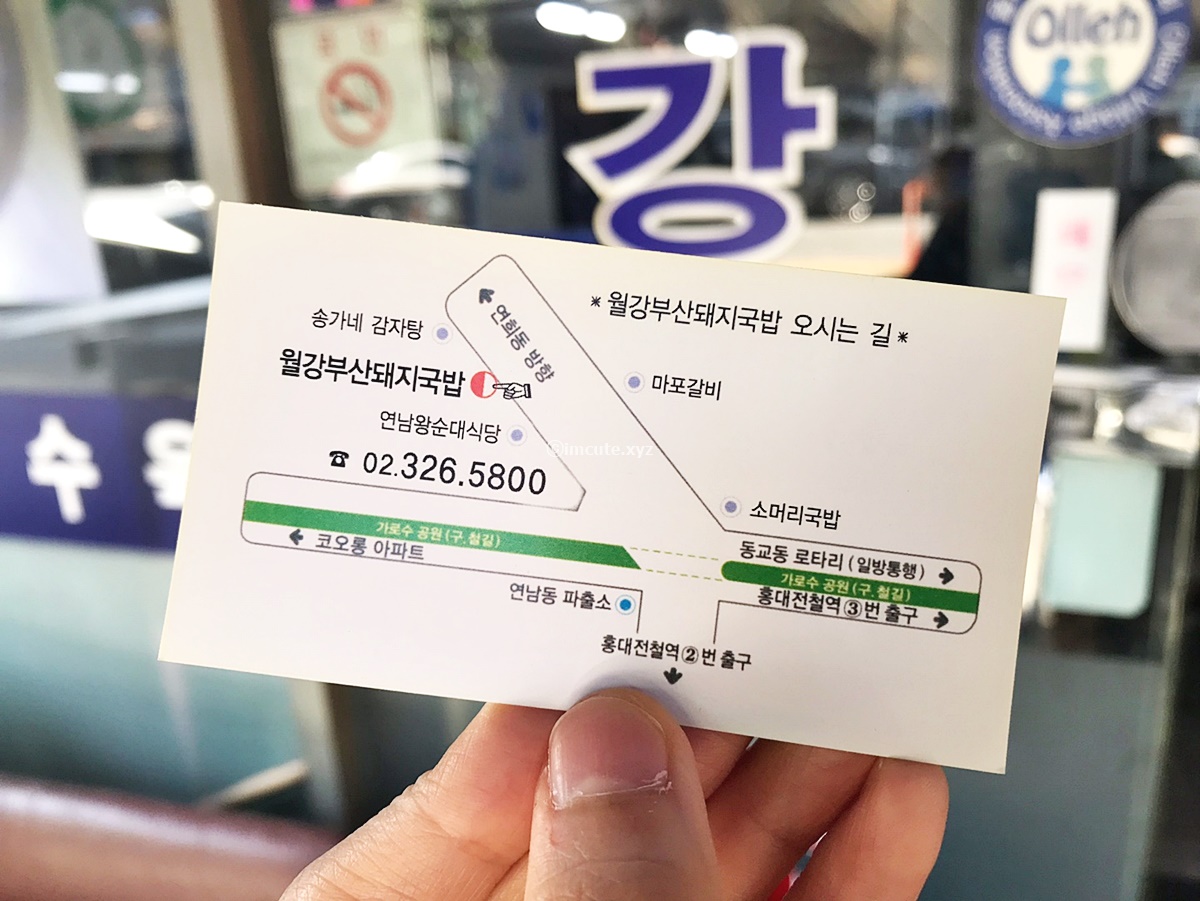 강
Olleh
수 월
*월강부산돼지국밥 오시는 길*
연희동 방향
송가네 감자탕
월강부산돼지국밥
마포갈비
연남왕순대식당
☎ 02.326.5800
@imcute.xyz
소머리국밥
가로수 공원(구.철길)
코오롱 아파트
동교동 로타리 (일방통행)
가로수 공원(구.철길)
홍대전철역③번 출구
연남동 파출소
홍대전철역②번 출구